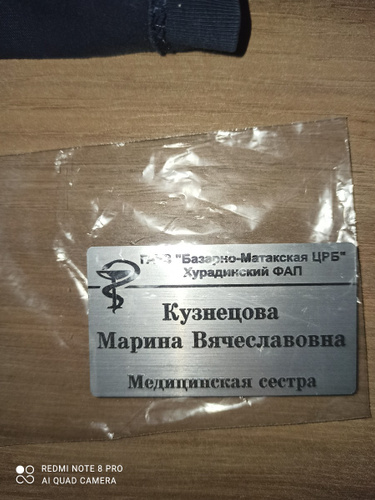 "Базарно-Матакская ЦРБ"
Хурадинский ФАП
Кузнецова
Марина Вячеславовна
Медицинская сестра
REDMI NOTE 8 PRO
AI QUAD CAMERA